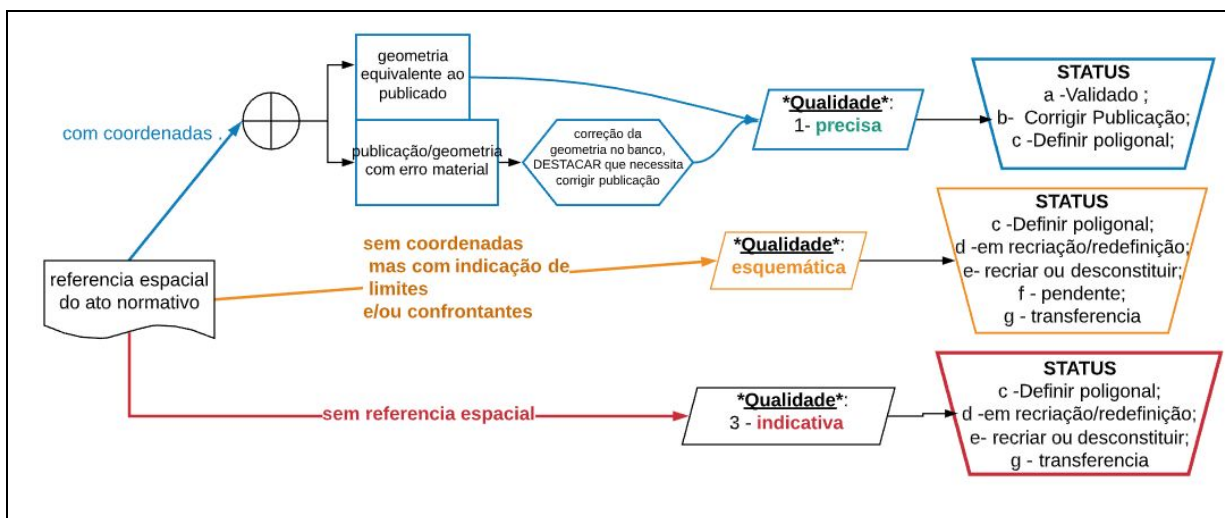 geometria
equivalente ao
publicado
com coordenadas .
publicação/geometria
com erro material
correção da
geometria no banco,
DESTACAR que necessita
corrigir publicação
*Qualidade*:
1- precisa
STATUS
a -Validado ;
b- Corrigir Publicação;
c -Definir poligonal;
referencia espacial
do ato normativo
sem coordenadas
mas com indicação de
limites
e/ou confrontantes
*Qualidade*:
esquemática
STATUS
c -Definir poligonal;
d -em recriação/redefinição;
e- recriar ou desconstituir;
f - pendente;
g - transferencia
sem referencia espacial
*Qualidade*:
3 - indicativa
STATUS
c -Definir poligonal;
d -em recriação/redefinição;
e- recriar ou desconstituir;
g - transferencia